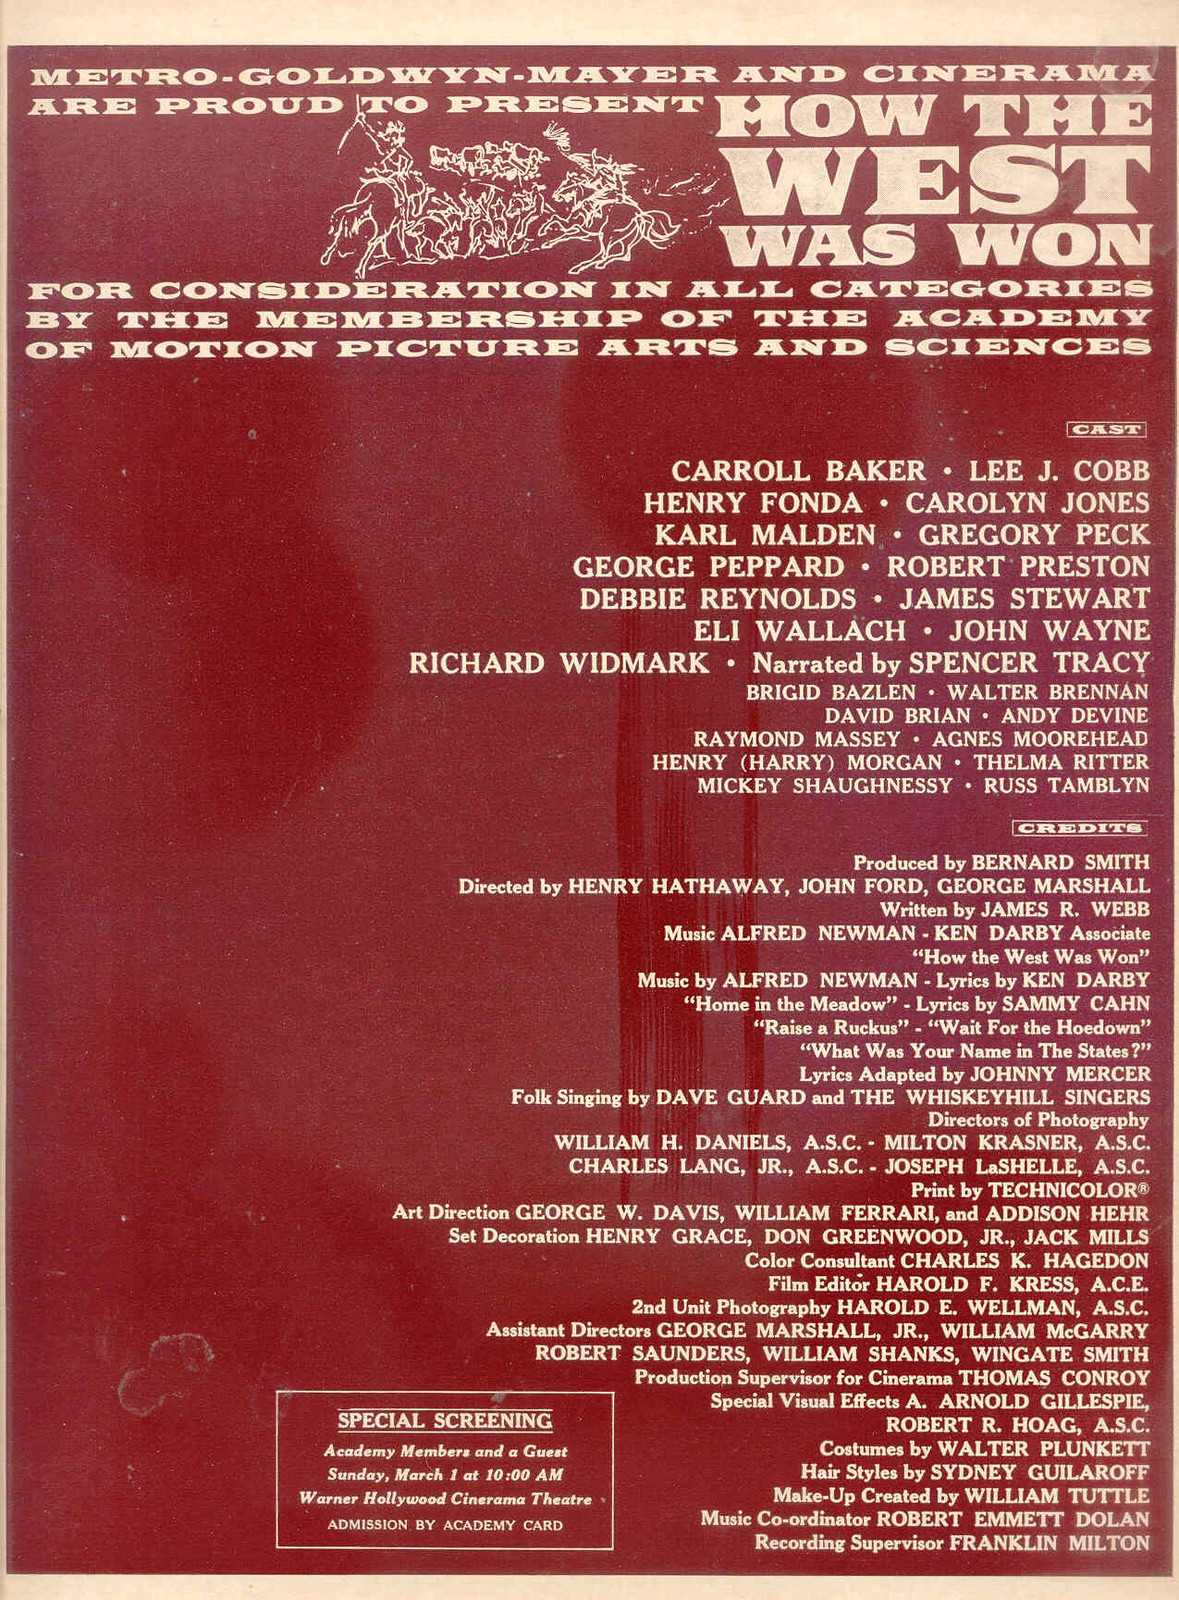 METRO-GOLDWYN-MAYER AND CINERAMA
ARE PROUD TO PRESENT HOW THE
WEST
WAS WON
FOR CONSIDERATION IN ALL CATEGORIES
BY THE MEMBERSHIP OF THE ACADEMY
OF MOTION PICTURE ARTS AND SCIENCES
CAST
CARROLL BAKER • LEE J. COBB
HENRY FONDA • CAROLYN JONES
KARL MALDEN • GREGORY PECK
GEORGE PEPPARD • ROBERT PRESTON
DEBBIE REYNOLDS • JAMES STEWART
ELI WALLACH • JOHN WAYNE
RICHARD WIDMARK • Narrated by SPENCER TRACY
BRIGID BAZLEN • WALTER BRENNAN
DAVID BRIAN • ANDY DEVINE
RAYMOND MASSEY • AGNES MOOREHEAD
HENRY (HARRY) MORGAN • THELMA RITTER
MICKEY SHAUGHNESSY • RUSS TAMBLYN
CREDITS
Produced by BERNARD SMITH
Directed by HENRY HATHAWAY, JOHN FORD, GEORGE MARSHALL
Written by JAMES R. WEBB
Music ALFRED NEWMAN - KEN DARBY Associate
“How the West Was Won”
Music by ALFRED NEWMAN - Lyrics by KEN DARBY
“Home in the Meadow” - Lyrics by SAMMY CAHN
“Raise a Ruckus” - “Wait For the Hoedown”
“What Was Your Name in The States?”
Lyrics Adapted by JOHNNY MERCER
Folk Singing by DAVE GUARD and THE WHISKEYHILL SINGERS
Directors of Photography
WILLIAM H. DANIELS, A.S.C. - MILTON KRASNER, A.S.C.
CHARLES LANG, JR., A.S.C. - JOSEPH LaSHELLE, A.S.C.
Print by TECHNICOLOR®
Art Direction GEORGE W. DAVIS, WILLIAM FERRARI, and ADDISON HEHR
Set Decoration HENRY GRACE, DON GREENWOOD, JR., JACK MILLS
Color Consultant CHARLES K. HAGEDON
Film Editor HAROLD F. KRESS, A.C.E.
2nd Unit Photography HAROLD E. WELLMAN, A.S.C.
Assistant Directors GEORGE MARSHALL, JR., WILLIAM McGARRY
ROBERT SAUNDERS, WILLIAM SHANKS, WINGATE SMITH
Production Supervisor for Cinerama THOMAS CONROY
Special Visual Effects A. ARNOLD GILLESPIE,
ROBERT R. HOAG, A.S.C.
Costumes by WALTER PLUNKETT
Hair Styles by SYDNEY GUILAROFF
Make-Up Created by WILLIAM TUTTLE
Music Co-ordinator ROBERT EMMETT DOLAN
Recording Supervisor FRANKLIN MILTON
SPECIAL SCREENING
Academy Members and a Guest
Sunday, March 1 at 10:00 AM
Warner Hollywood Cinerama Theatre
ADMISSION BY ACADEMY CARD